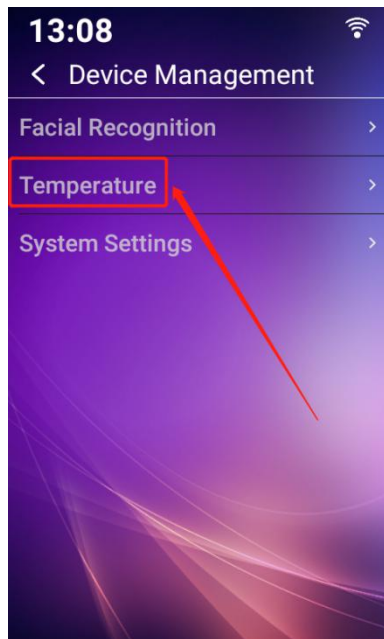 13:08
Device Management
Facial Recognition
Temperature
System Settings